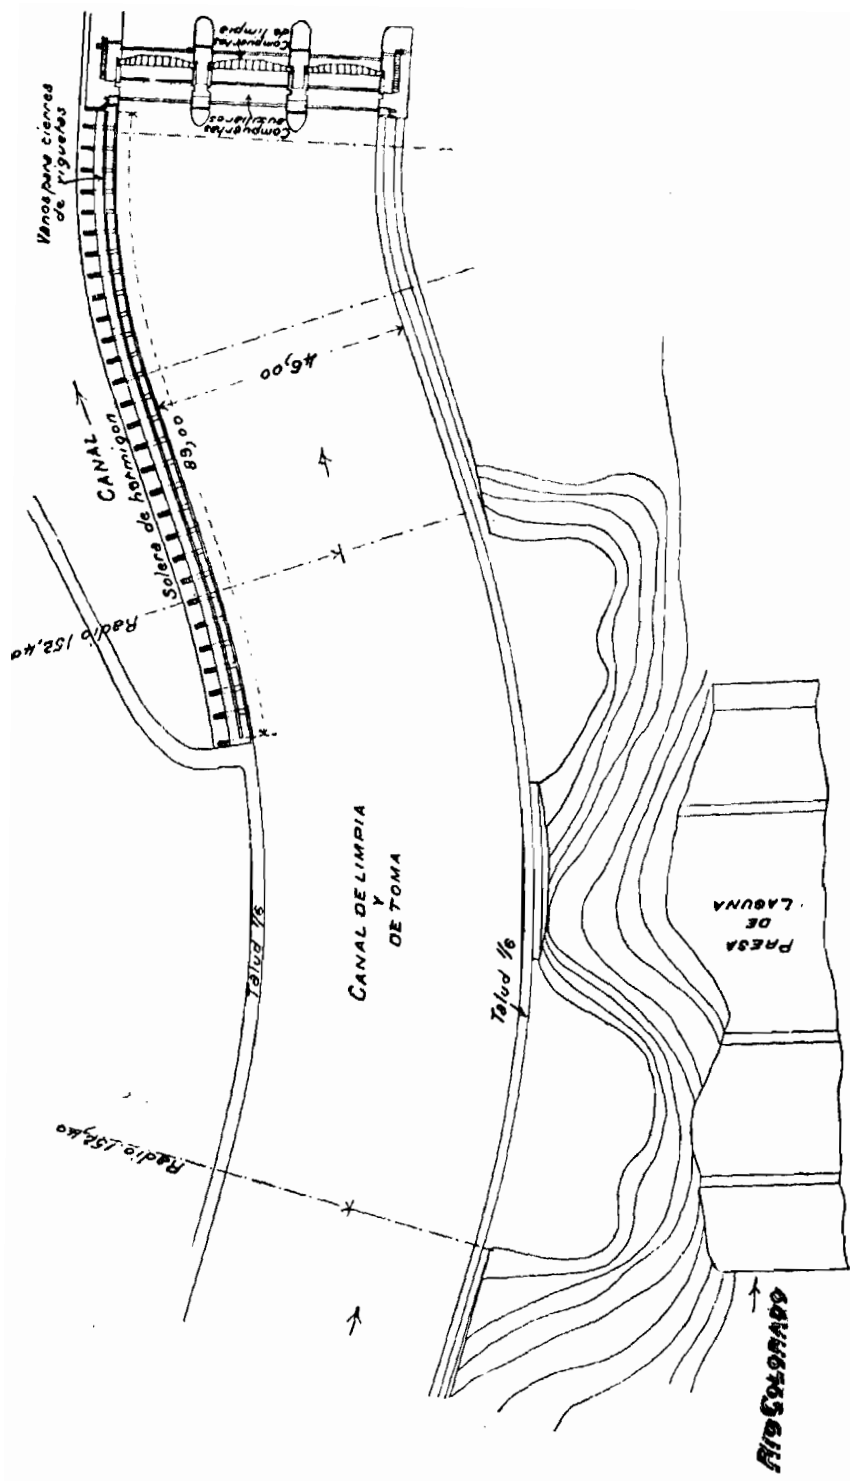 Compuertas
de limpia
Compuertas
auxiliares
Vanos para cierres
de viguetas
46,00
CANAL
Solera de hormigon
89,00
Radio 152,40
CANAL DE LIMPIA
Y
DE TOMA
PRESA
DE
LAGUNA
Talud 1/6
Talud 1/6
Radio 152,40
RIO COLORADO